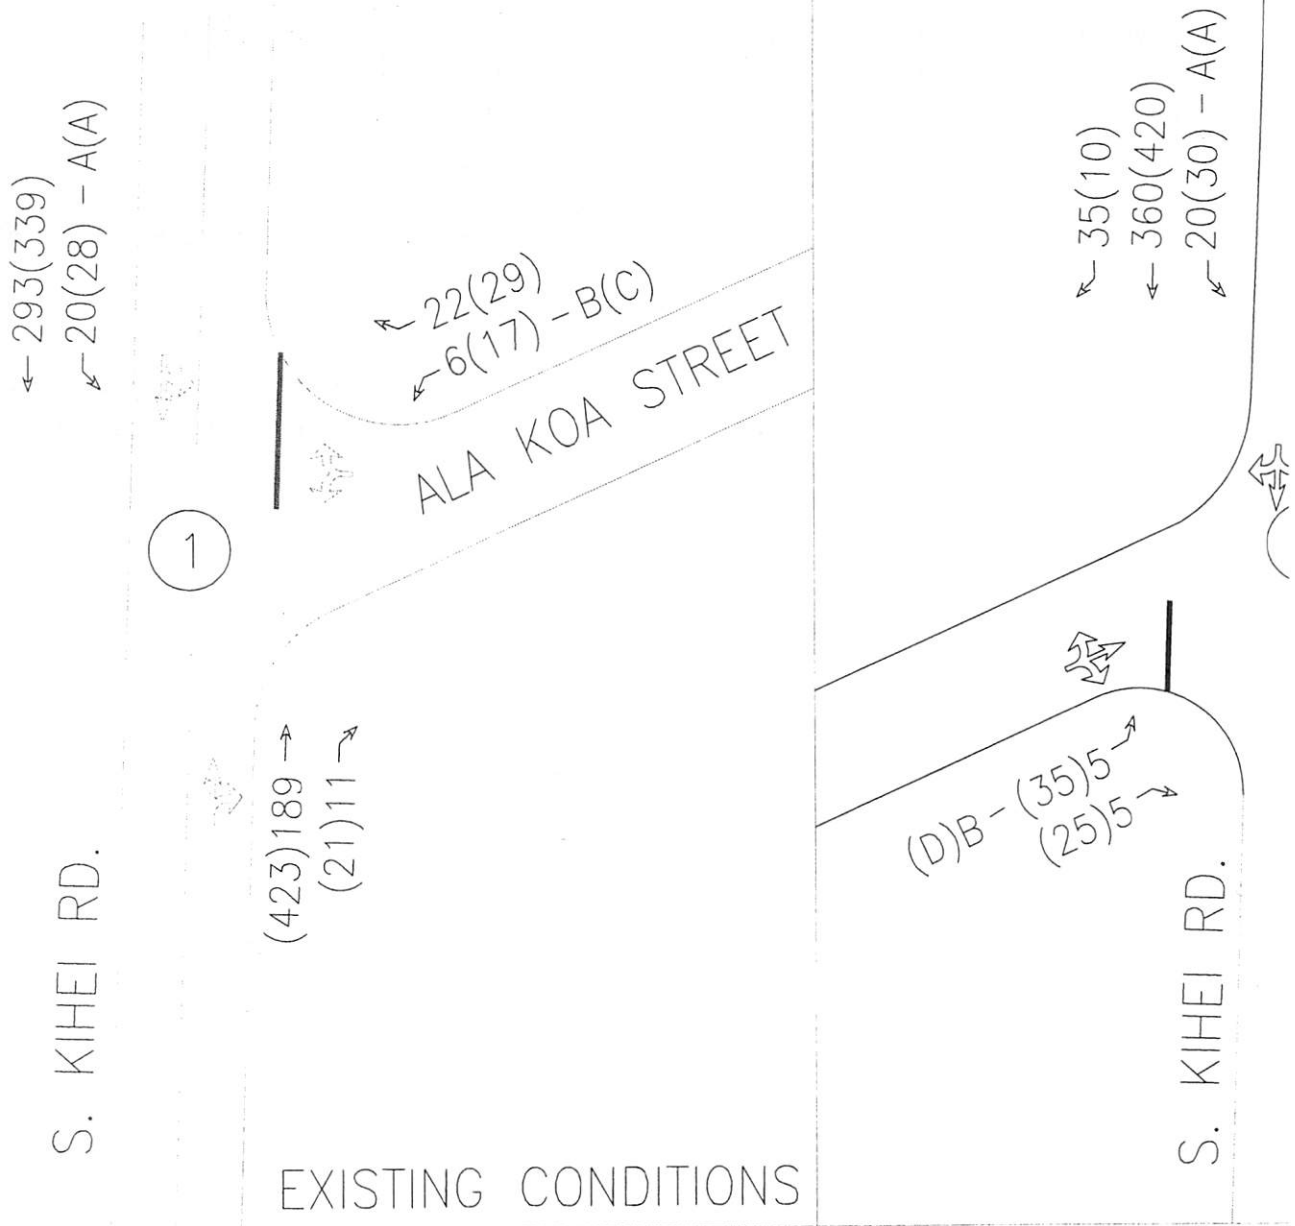 293(339)
20(28) - A(A)
22(29)
6(17) - B(C)
ALA KOA STREET
1
(423)189
(21)11
S. KIHEI RD.
EXISTING CONDITIONS
35(10)
360(420)
20(30) - A(A)
(D)B - (35)5
(25)5
S. KIHEI RD.